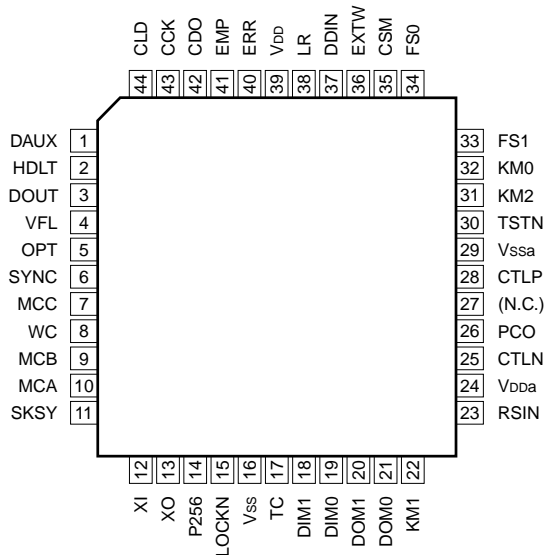 CLD CCK CDO EMP ERR VDD LR DDIN EXTW CSM FS0
44 43 42 41 40 39 38 37 36 35 34
DAUX 1
HDLT 2
DOUT 3
VFL 4
OPT 5
SYNC 6
MCC 7
WC 8
MCB 9
MCA 10
SKSY 11
33 FS1
32 KM0
31 KM2
30 TSTN
29 Vssa
28 CTLP
27 (N.C.)
26 PCO
25 CTLN
24 VDDa
23 RSIN
12 13 14 15 16 17 18 19 20 21 22
XI XO P256 LOCKN Vss TC DIM1 DIM0 DOM1 DOM0 KM1